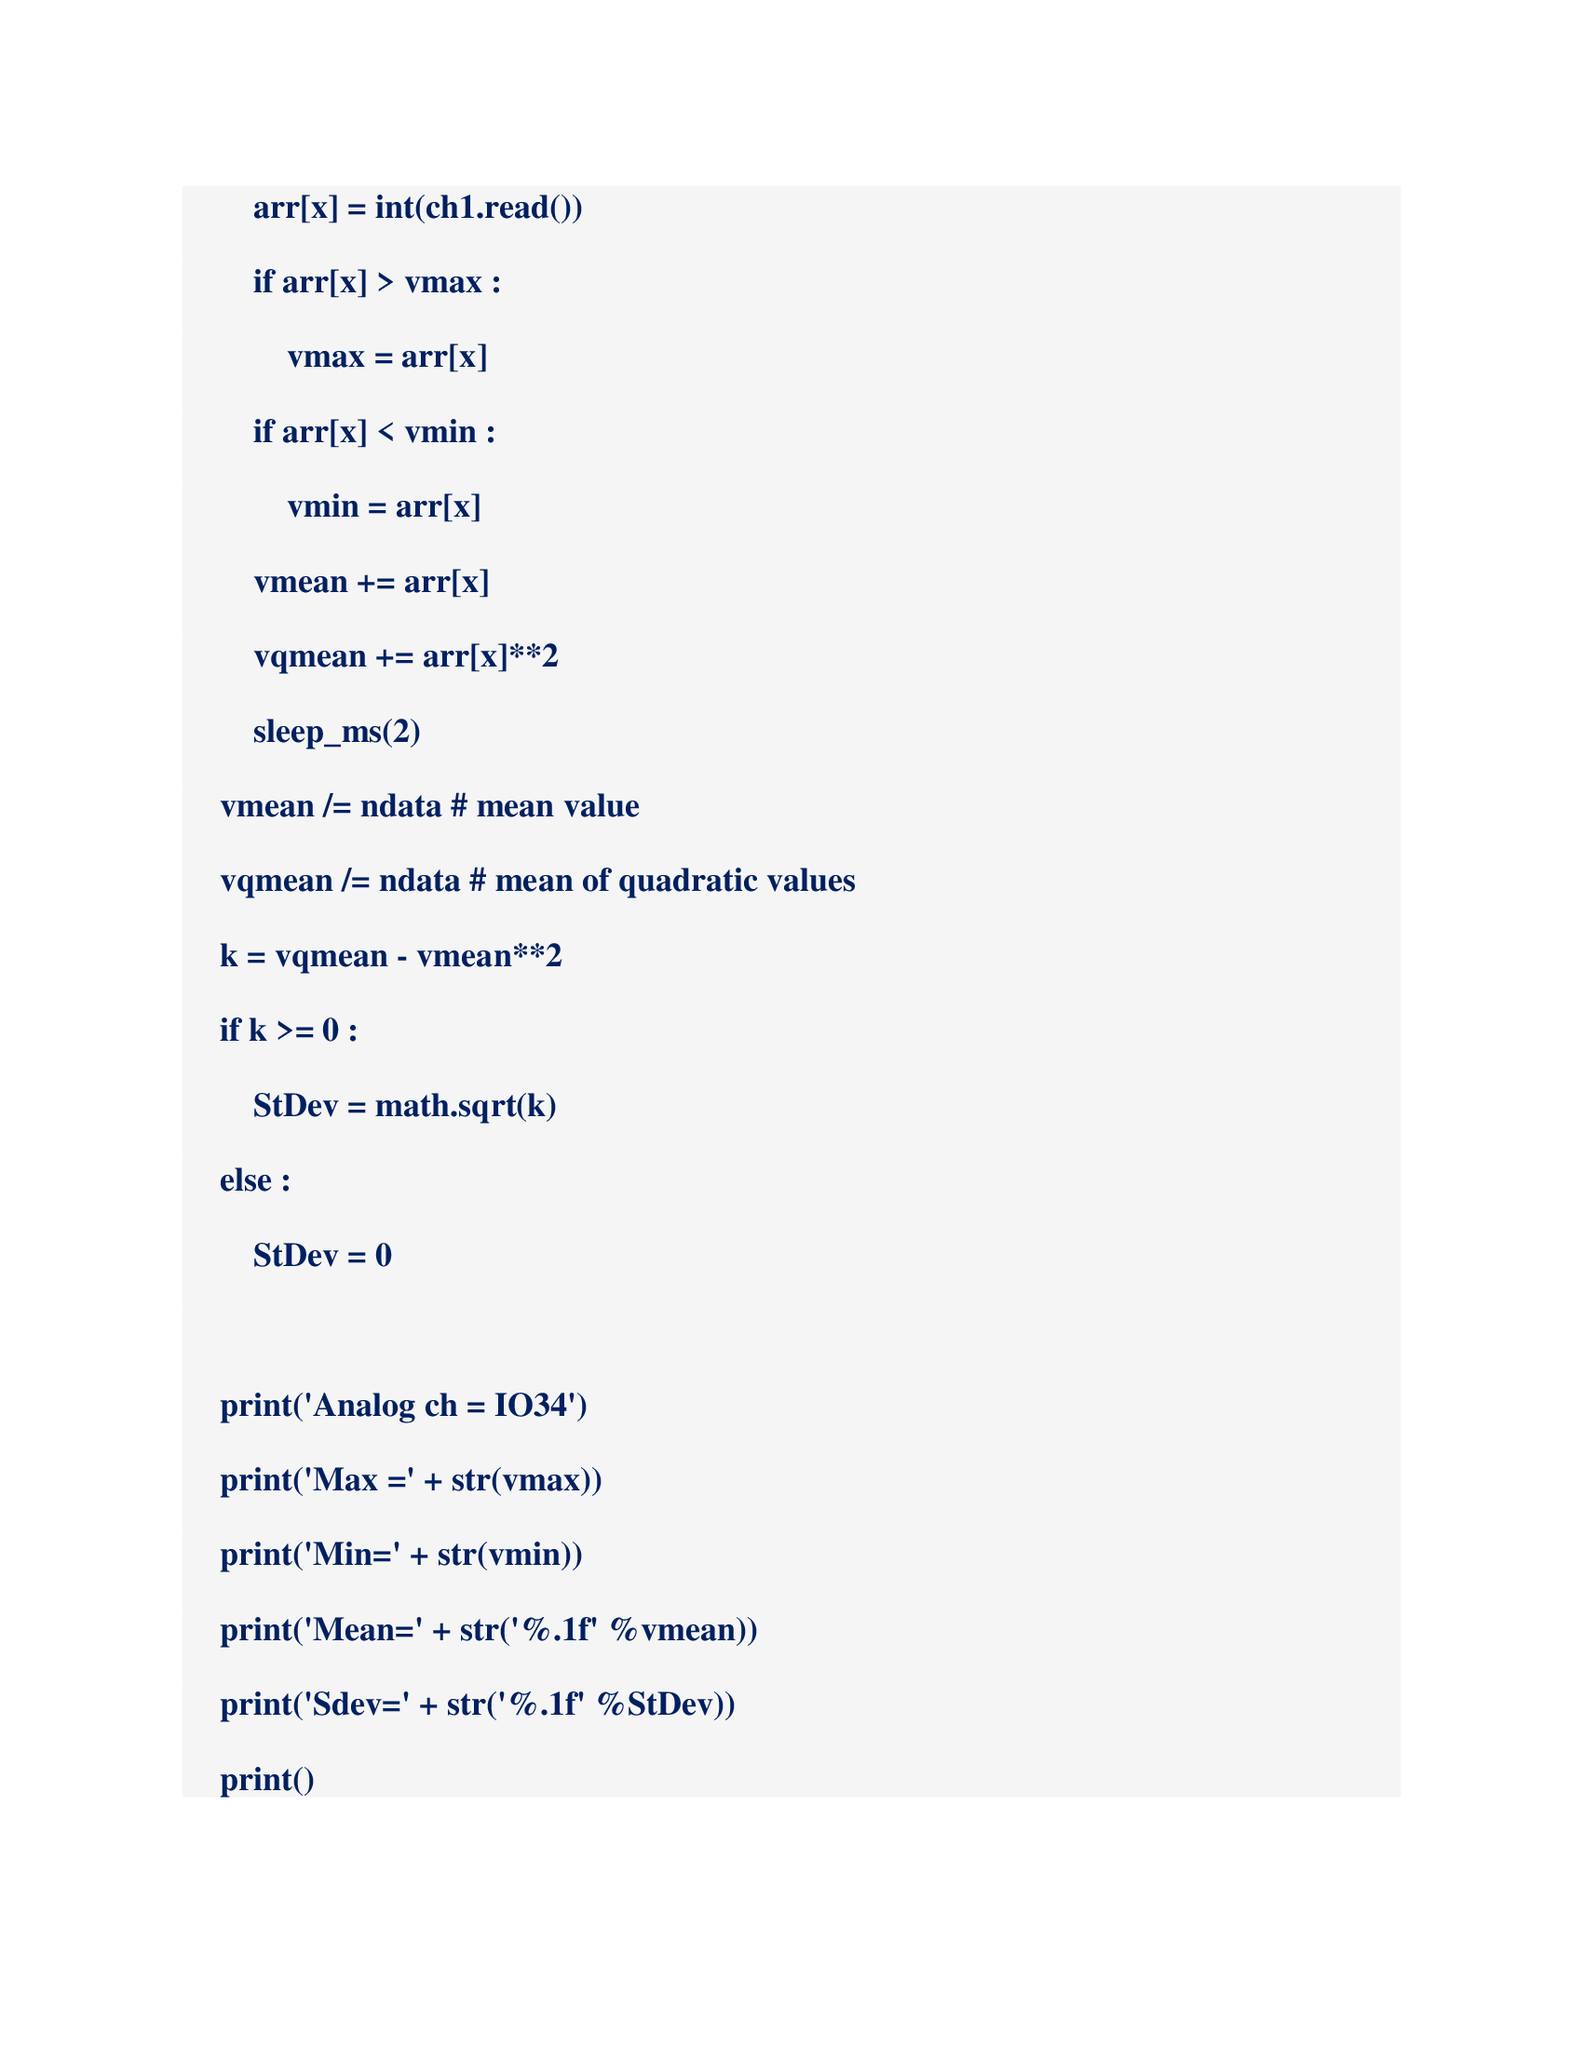 arr[x] = int(ch1.read())
if arr[x] > vmax :
vmax = arr[x]
if arr[x] < vmin :
vmin = arr[x]
vmean += arr[x]
vqmean += arr[x]**2
sleep_ms(2)
vmean /= ndata # mean value
vqmean /= ndata # mean of quadratic values
k = vqmean - vmean**2
if k >= 0 :
StDev = math.sqrt(k)
else :
StDev = 0
print('Analog ch = IO34')
print('Max =' + str(vmax))
print('Min=' + str(vmin))
print('Mean=' + str('%.1f' %vmean))
print('Sdev=' + str('%.1f' %StDev))
print()